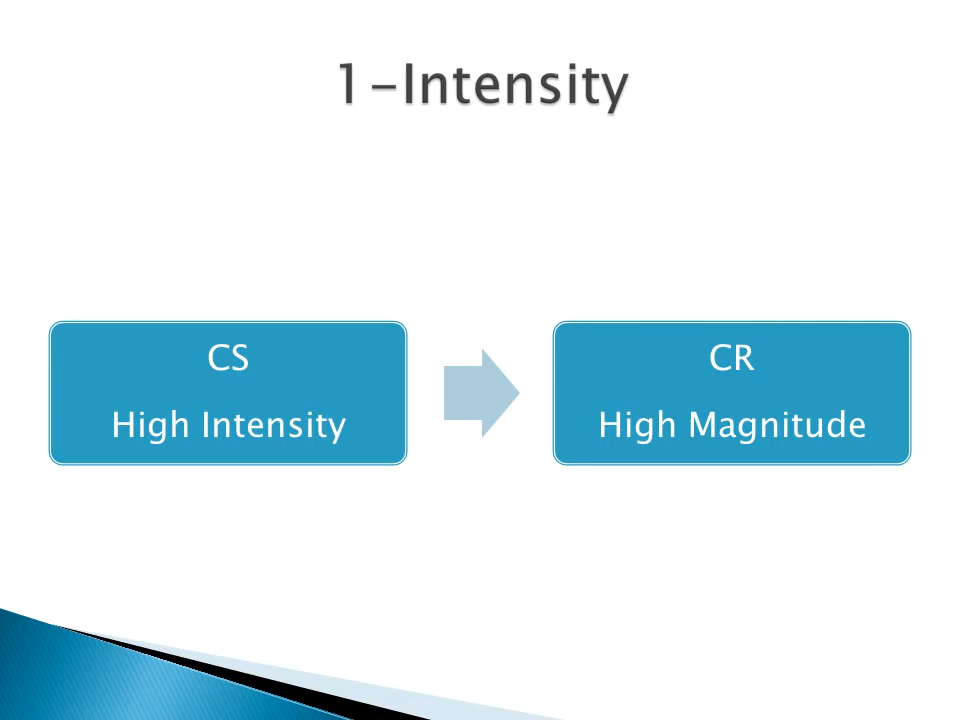 1-Intensity
CS
High Intensity
CR
High Magnitude